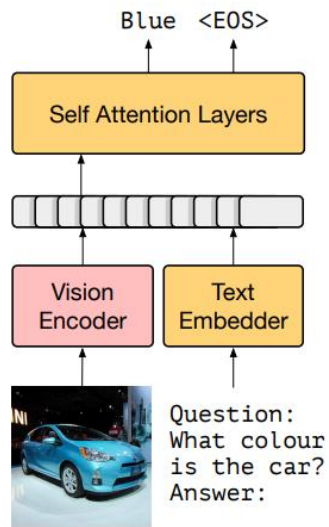 Blue <EOS>
Self Attention Layers
Vision
Encoder
Text
Embedder
Question:
What colour
is the car?
Answer: